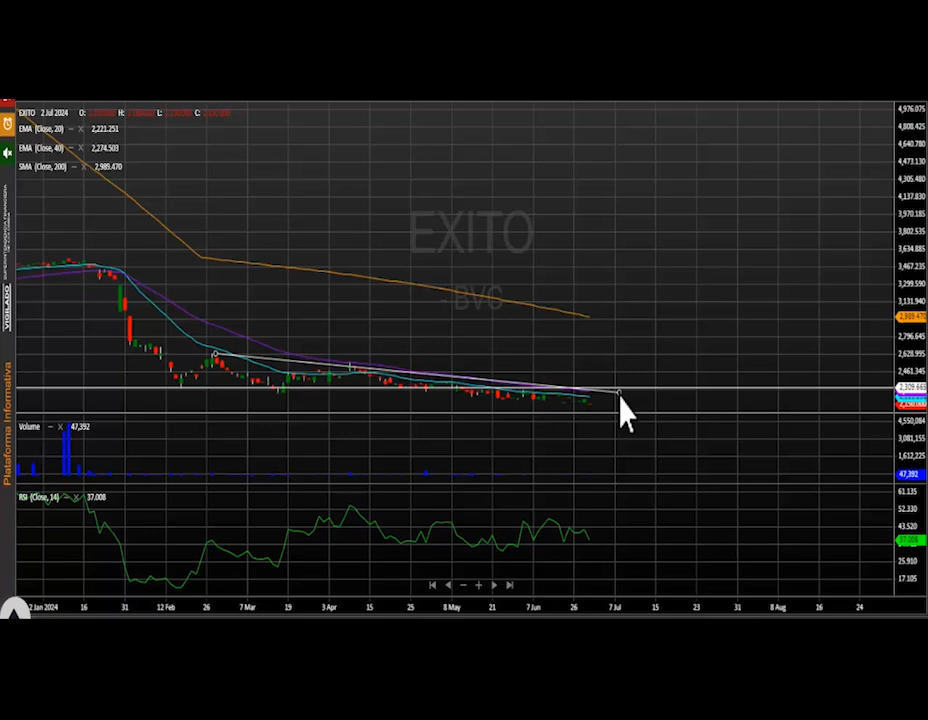 EXITO 2 Jul 2024 O: H: L: C:
EMA (Close, 20) — X 2,221.251
EMA (Close, 40) — X 2,274.503
SMA (Close, 200) — X 2,989.470
EXITO
- BVC
4,976.075
4,808.425
4,640.780
4,473.130
4,305.480
4,137.830
3,970.185
3,802.535
3,634.885
3,467.235
3,299.590
3,131.940
2,989.470
2,796.645
2,628.995
2,461.345
2,309.665
VIGILADO
Plataforma Informativa
Volume — X 47,392
4,550,084
3,081,155
1,612,225
47,392
RSI (Close, 14) — X 37.008
61.135
52.330
43.520
37.008
25.910
17.105
2 Jan 2024 16 31 12 Feb 26 7 Mar 19 3 Apr 15 25 8 May 21 7 Jun 26 7 Jul 15 23 31 8 Aug 16 24